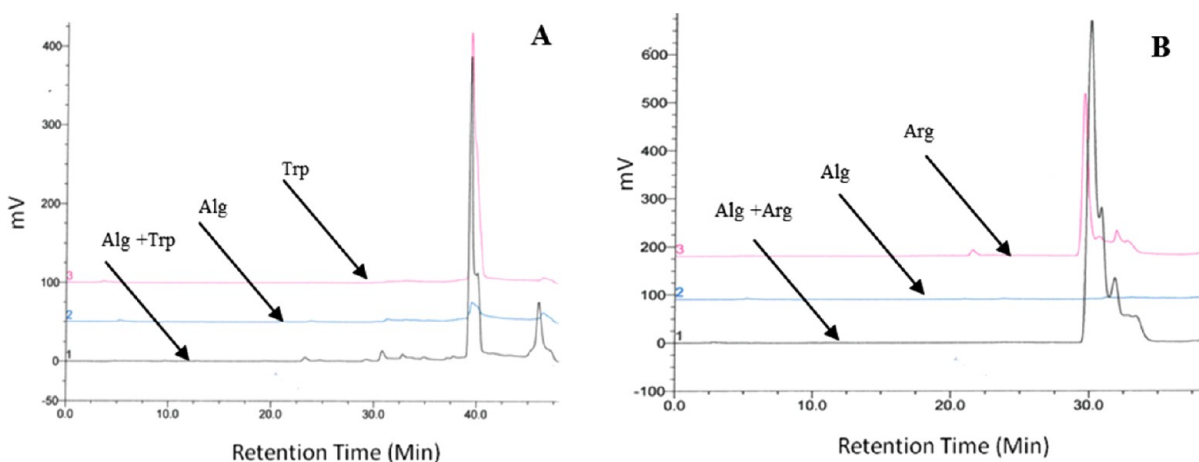 A
400
300
200
100
0
-50
mV
Trp
Alg
Alg +Trp
3
2
1
0.0 10.0 20.0 30.0 40.0
Retention Time (Min)
B
600
500
400
300
200
100
0
-100
mV
Arg
Alg
Alg +Arg
3
2
1
0.0 10.0 20.0 30.0
Retention Time (Min)